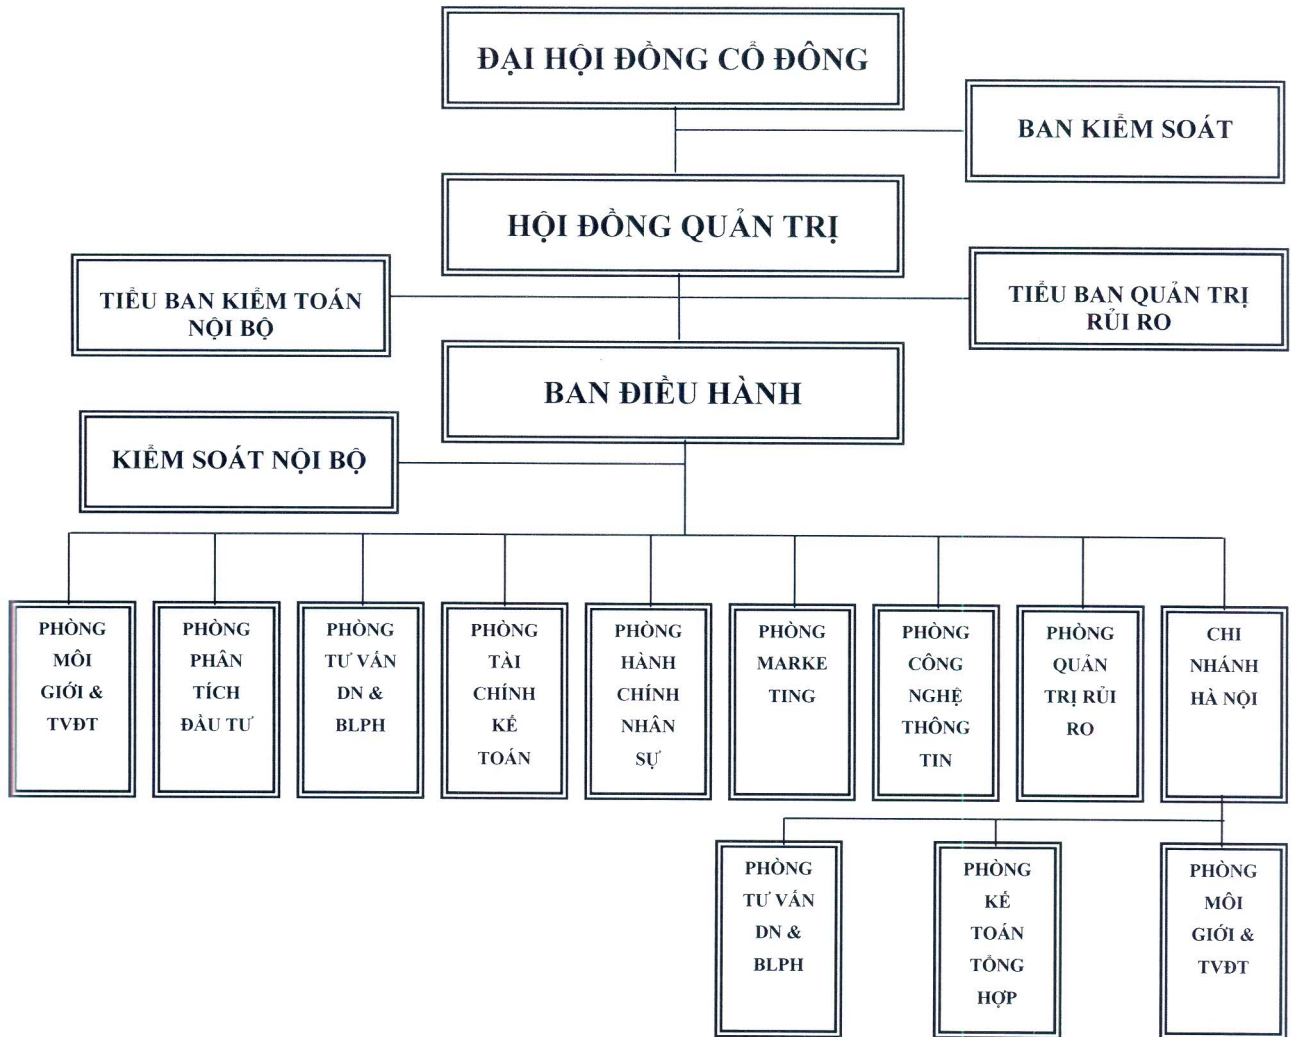 ĐẠI HỘI ĐỒNG CỔ ĐÔNG
BAN KIỂM SOÁT
HỘI ĐỒNG QUẢN TRỊ
TIỂU BAN KIỂM TOÁN
NỘI BỘ
TIỂU BAN QUẢN TRỊ
RỦI RO
BAN ĐIỀU HÀNH
KIỂM SOÁT NỘI BỘ
PHÒNG
MÔI
GIỚI &
TVĐT
PHÒNG
PHÂN
TÍCH
ĐẦU TƯ
PHÒNG
TƯ VẤN
DN &
BLPH
PHÒNG
TÀI
CHÍNH
KẾ
TOÁN
PHÒNG
HÀNH
CHÍNH
NHÂN
SỰ
PHÒNG
MARKE
TING
PHÒNG
CÔNG
NGHỆ
THÔNG
TIN
PHÒNG
QUẢN
TRỊ RỦI
RO
CHI
NHÁNH
HÀ NỘI
PHÒNG
TƯ VẤN
DN &
BLPH
PHÒNG
KẾ
TOÁN
TỔNG
HỢP
PHÒNG
MÔI
GIỚI &
TVĐT